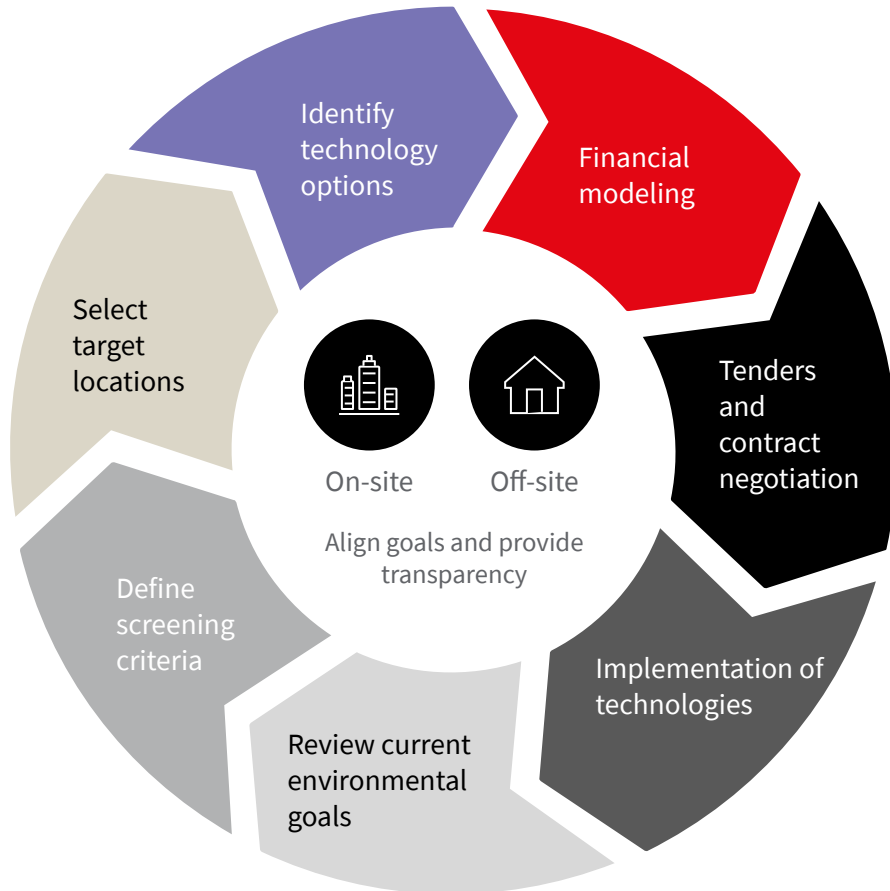 Identify
technology
options
Financial
modeling
Select
target
locations
Tenders
and
contract
negotiation
On-site
Off-site
Align goals and provide
transparency
Define
screening
criteria
Implementation of
technologies
Review current
environmental
goals